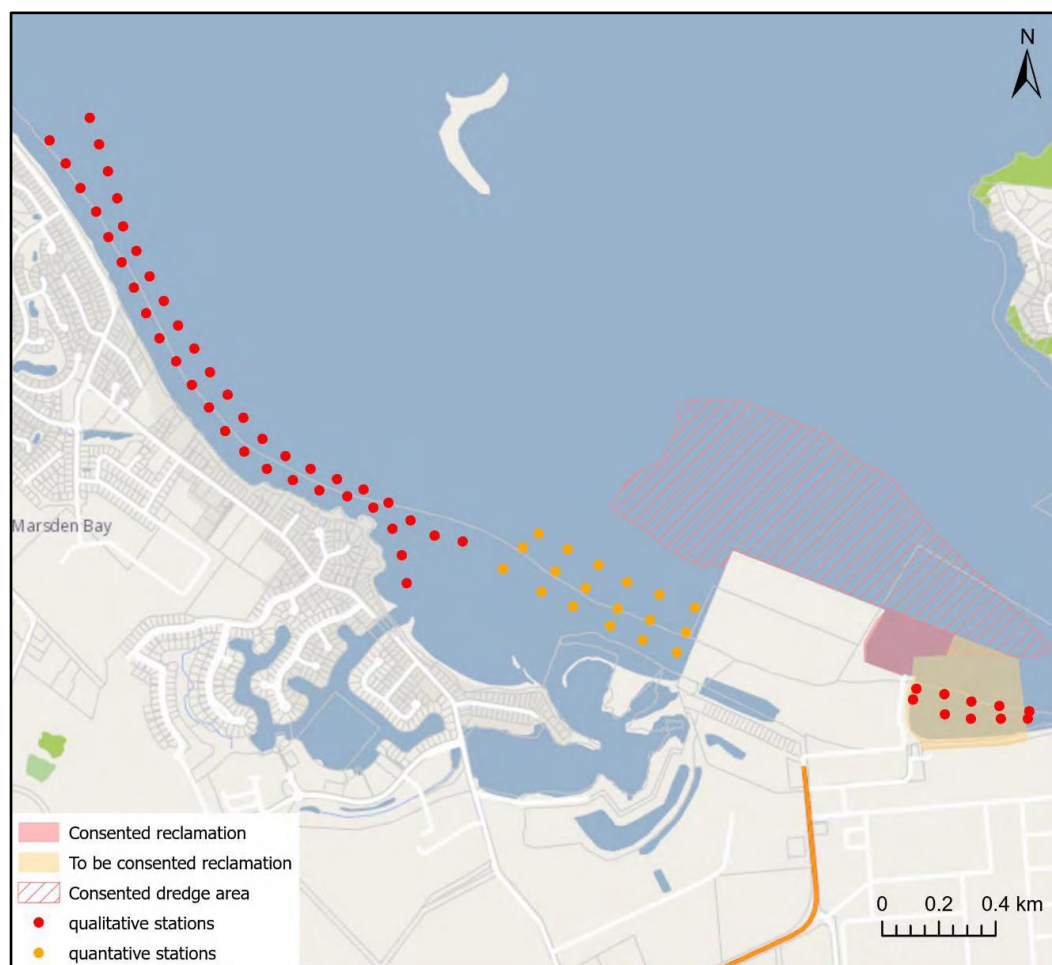 N
Marsden Bay
Consented reclamation
To be consented reclamation
Consented dredge area
qualitative stations
quantative stations
0 0.2 0.4 km